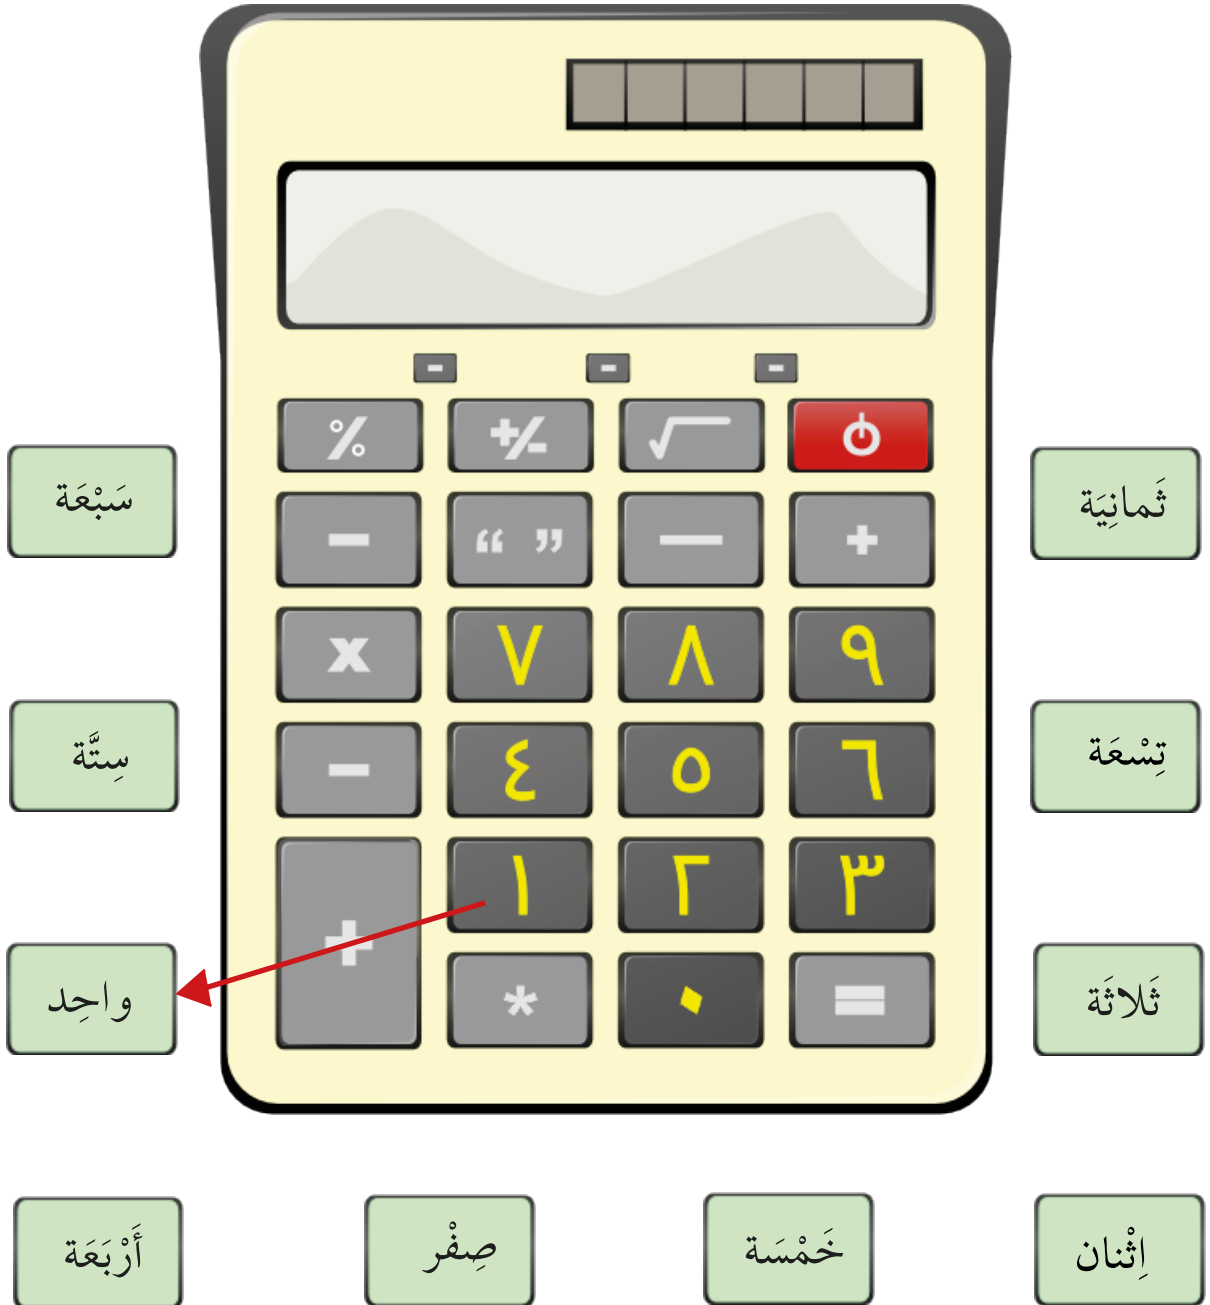 - - -
% +/- √
- “ ” — +
سَبْعَة
ثَمانِيَة
x ٧ ٨ ٩
- ٤ ٥ ٦
سِتَّة
تِسْعَة
+ ١ ٢ ٣
* ٠ =
واحِد
ثَلاثَة
أَرْبَعَة
صِفْر
خَمْسَة
اِثْنان